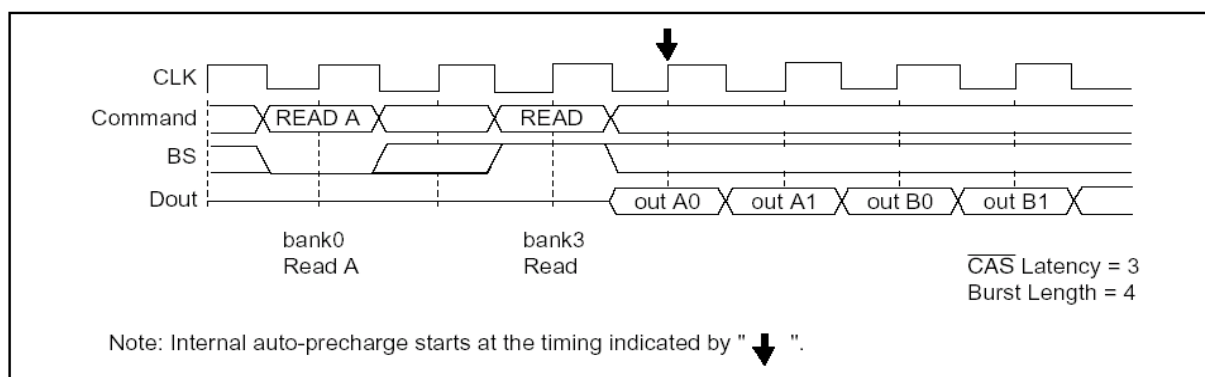 CLK
Command READ A READ
BS
Dout out A0 out A1 out B0 out B1
bank0 bank3
Read A Read
CAS Latency = 3
Burst Length = 4
Note: Internal auto-precharge starts at the timing indicated by " ".